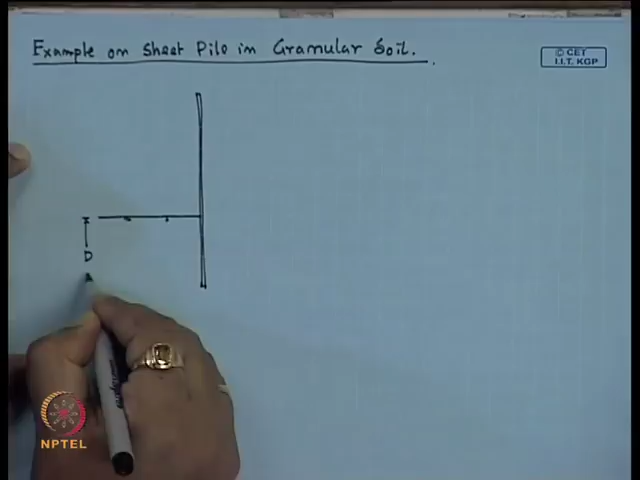 Example on Sheet Pile in Granular Soil.
© CET
I.I.T. KGP
D
NPTEL